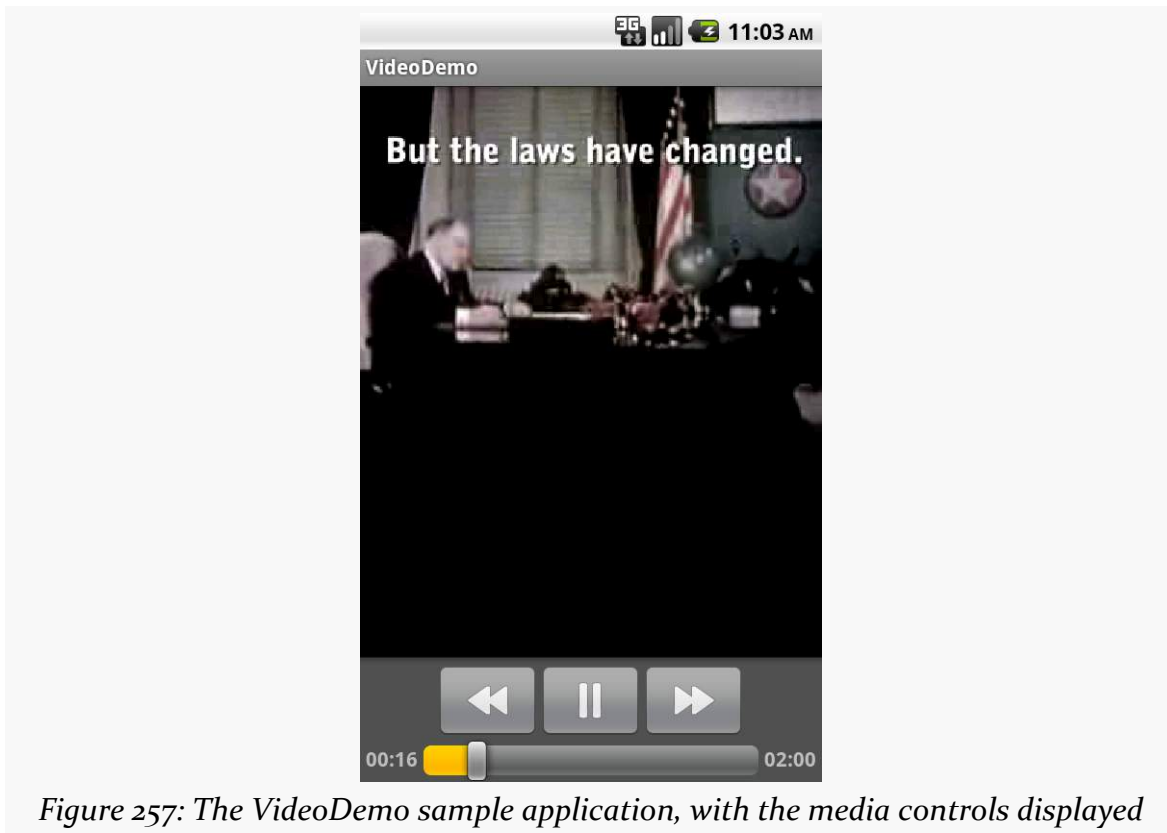 3G 11:03 AM
VideoDemo
But the laws have changed.
00:16 02:00
Figure 257: The VideoDemo sample application, with the media controls displayed